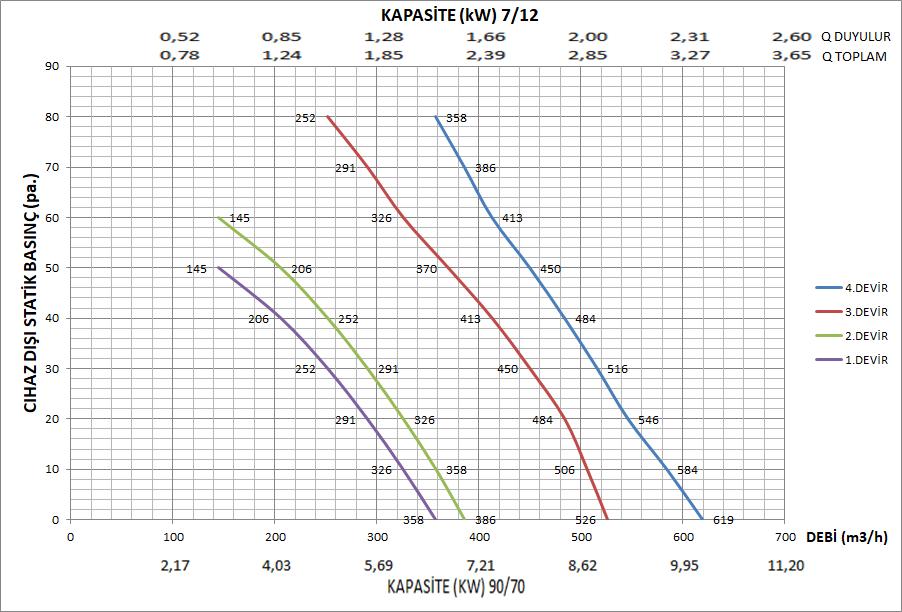 KAPASİTE (kW) 7/12
0,52 0,85 1,28 1,66 2,00 2,31 2,60 Q DUYULUR
0,78 1,24 1,85 2,39 2,85 3,27 3,65 Q TOPLAM
90
80 252 358
70 291 386
60 145 326 413
50 145 206 370 450
40 206 252 413 484
30 252 291 450 516
20 291 326 484 546
10 326 358 506 584
0 358 386 526 619
CIHAZ DIŞI STATİK BASINÇ (pa.)
4.DEVİR
3.DEVİR
2.DEVİR
1.DEVİR
0 100 200 300 400 500 600 700 DEBİ (m3/h)
2,17 4,03 5,69 7,21 8,62 9,95 11,20
KAPASİTE (KW) 90/70